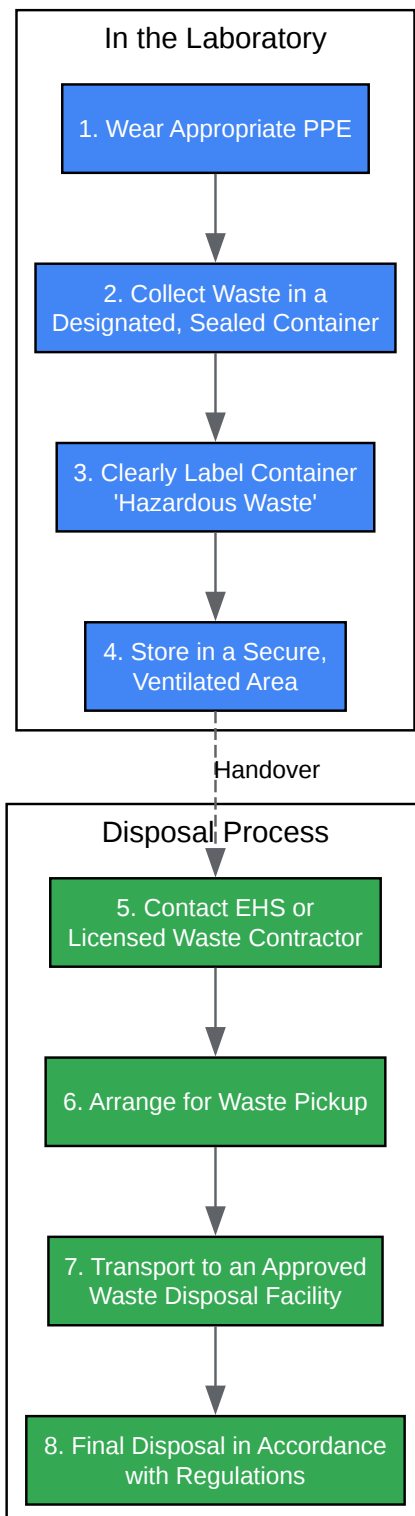 In the Laboratory
1. Wear Appropriate PPE
2. Collect Waste in a
Designated, Sealed Container
3. Clearly Label Container
'Hazardous Waste'
4. Store in a Secure,
Ventilated Area
Handover
Disposal Process
5. Contact EHS or
Licensed Waste Contractor
6. Arrange for Waste Pickup
7. Transport to an Approved
Waste Disposal Facility
8. Final Disposal in Accordance
with Regulations